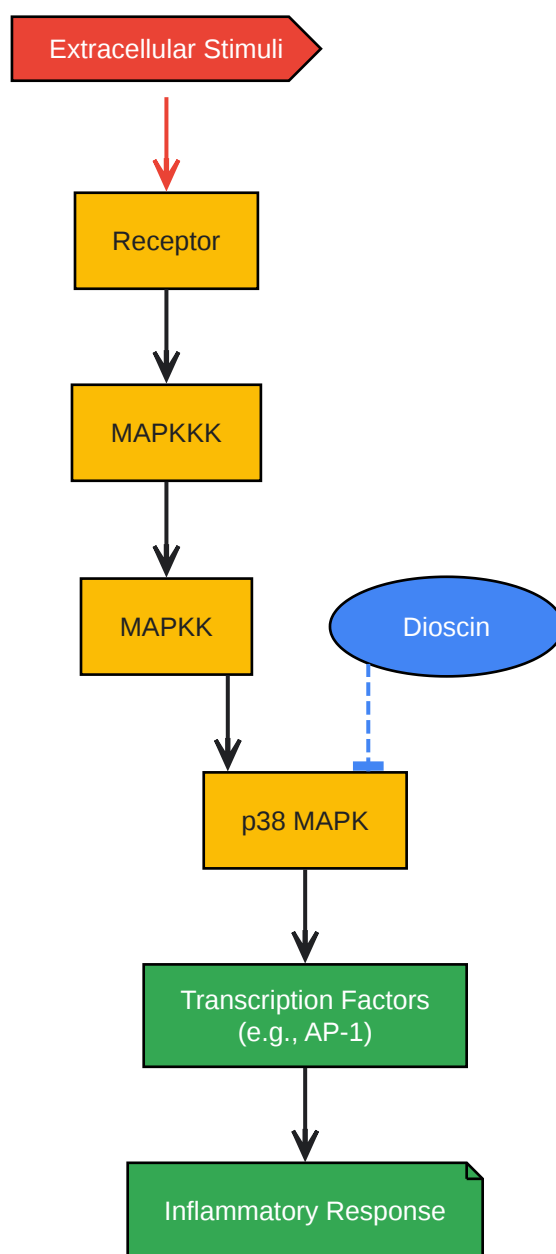 Extracellular Stimuli
Receptor
MAPKKK
MAPKK
Dioscin
p38 MAPK
Transcription Factors
(e.g., AP-1)
Inflammatory Response